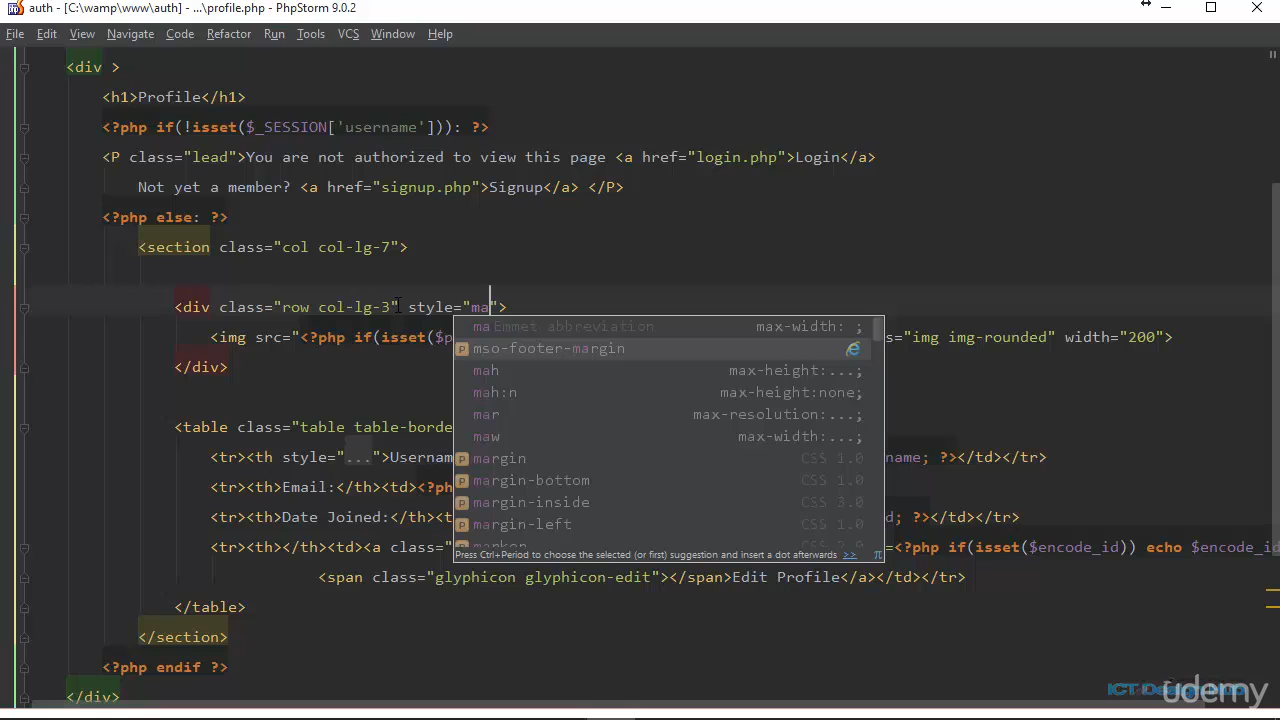 auth - [C:\wamp\www\auth] - ...\profile.php - PhpStorm 9.0.2
File Edit View Navigate Code Refactor Run Tools VCS Window Help
<div >
<h1>Profile</h1>
<?php if(!isset($_SESSION['username'])): ?>
<P class="lead">You are not authorized to view this page <a href="login.php">Login</a>
Not yet a member? <a href="signup.php">Signup</a> </P>
<?php else: ?>
<section class="col col-lg-7">
<div class="row col-lg-3" style="ma">
<img src="<?php if(isset($p ="img img-rounded" width="200">
</div>
<table class="table table-borde
<tr><th style="...">Usernam name; ?></td></tr>
<tr><th>Email:</th><td><?ph
<tr><th>Date Joined:</th><t d; ?></td></tr>
<tr><th></th><td><a class=" =<?php if(isset($encode_id)) echo $encode_id
<span class="glyphicon glyphicon-edit"></span>Edit Profile</a></td></tr>
</table>
</section>
<?php endif ?>
</div>
ma Emmet abbreviation max-width: ;
mso-footer-margin
mah max-height:...;
mah:n max-height:none;
mar max-resolution:...;
maw max-width:...;
margin CSS 1.0
margin-bottom CSS 1.0
margin-inside CSS 3.0
margin-left CSS 1.0
Press Ctrl+Period to choose the selected (or first) suggestion and insert a dot afterwards >> π
ICT Design Hub
udemy